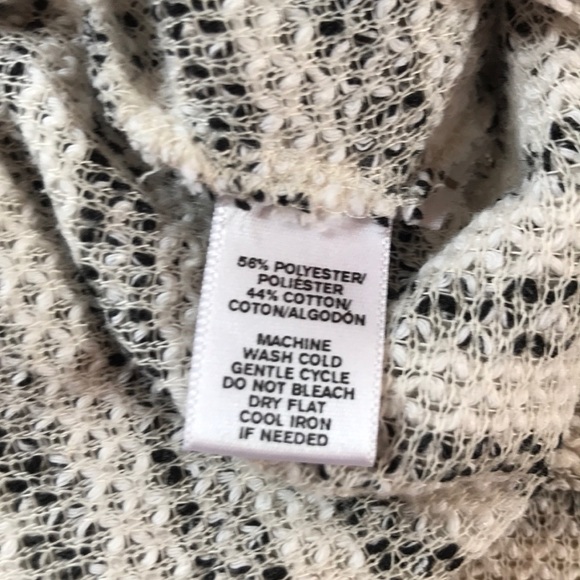 56% POLYESTER/
POLIÉSTER
44% COTTON/
COTON/ALGODÓN
MACHINE
WASH COLD
GENTLE CYCLE
DO NOT BLEACH
DRY FLAT
COOL IRON
IF NEEDED